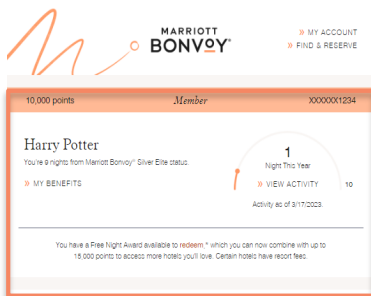 MARRIOTT
BONVOY
» MY ACCOUNT
» FIND & RESERVE
10,000 points
Member
XXXXXX1234
Harry Potter
You're 9 nights from Marriott Bonvoy® Silver Elite status.
» MY BENEFITS
1
Night This Year
» VIEW ACTIVITY
10
Activity as of 3/17/2023.
You have a Free Night Award available to redeem,* which you can now combine with up to
15,000 points to access more hotels you'll love. Certain hotels have resort fees.